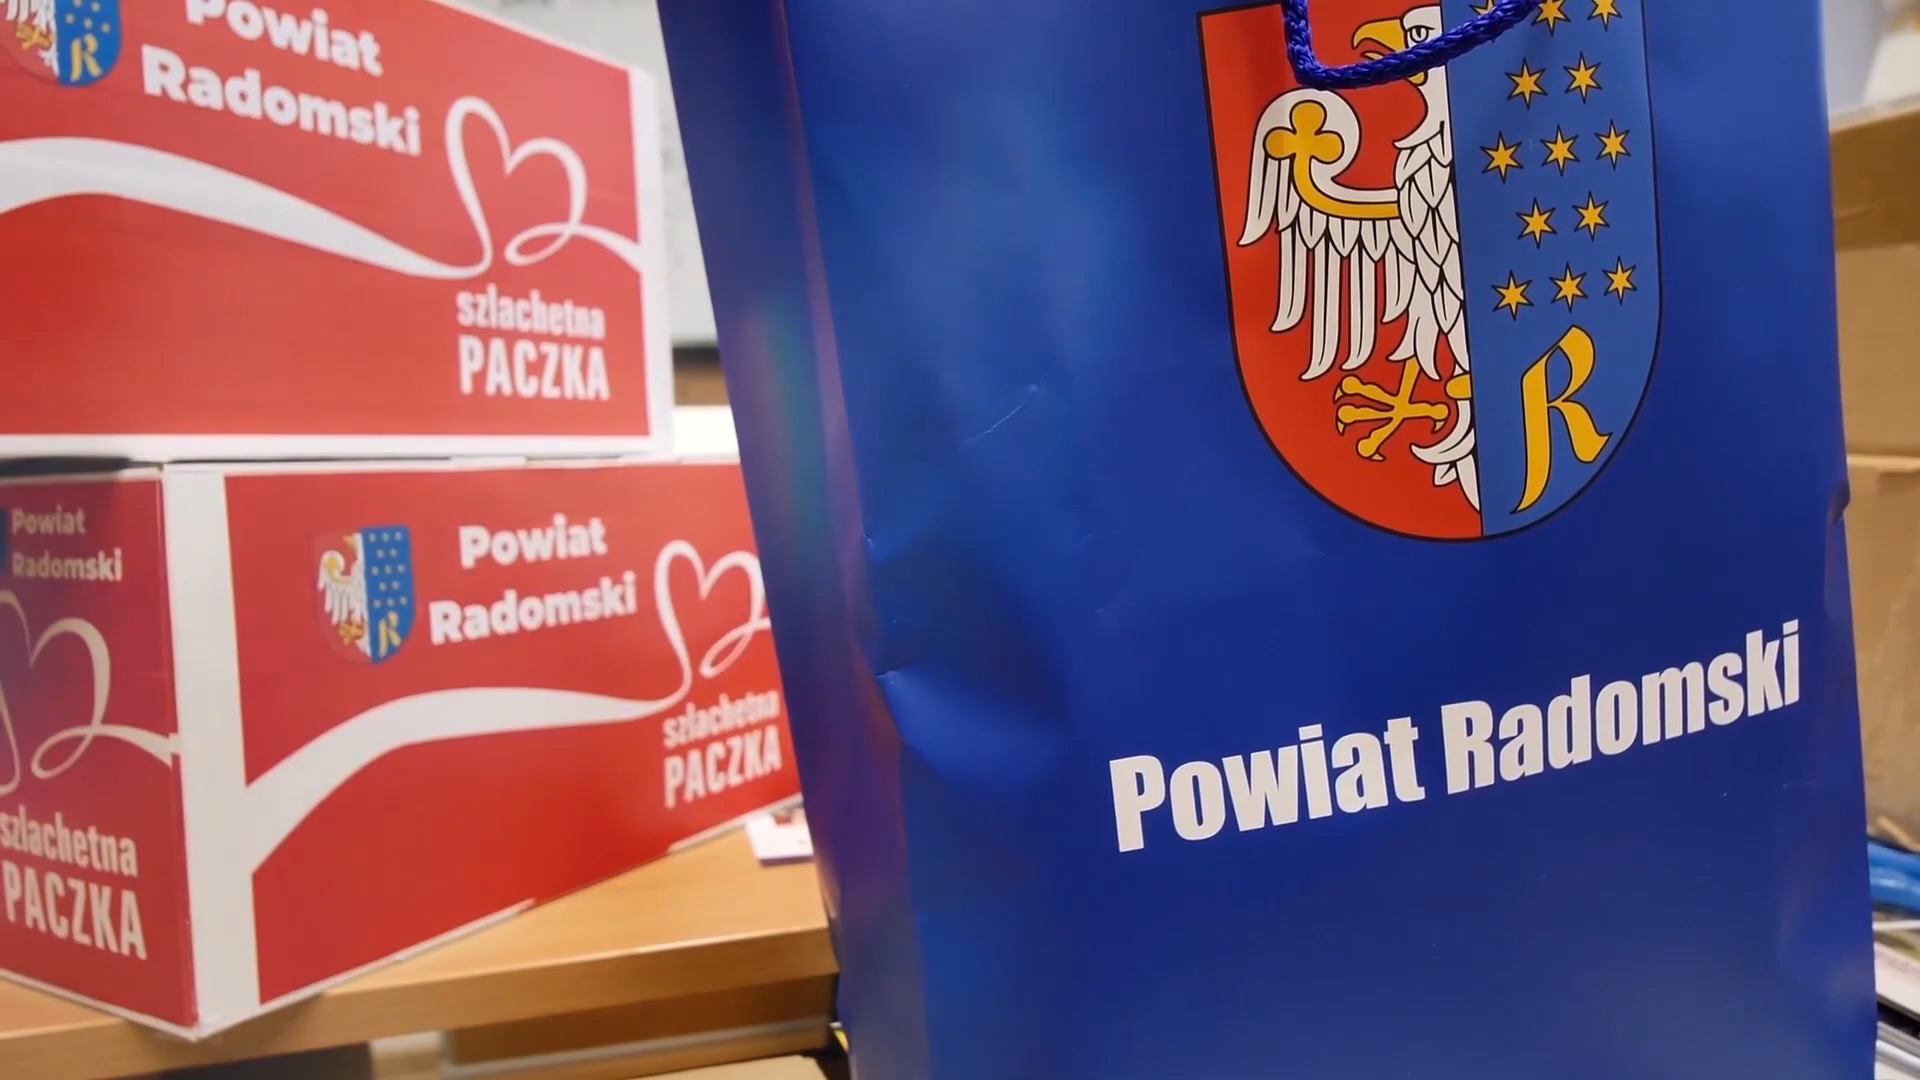 Powiat
Radomski
szlachetna
PACZKA
Powiat
Radomski
szlachetna
PACZKA
Powiat
Radomski
szlachetna
PACZKA
R
Powiat Radomski